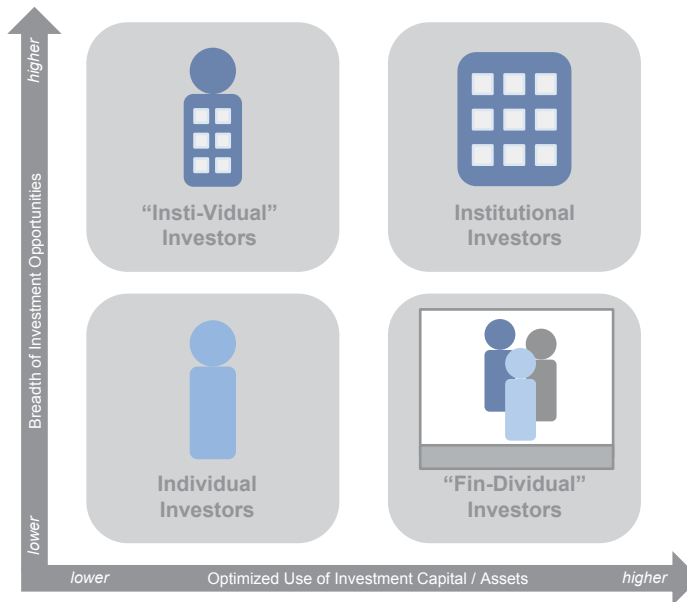 higher
Breadth of Investment Opportunities
lower
“Insti-Vidual”
Investors
Institutional
Investors
Individual
Investors
“Fin-Dividual”
Investors
lower
Optimized Use of Investment Capital / Assets
higher